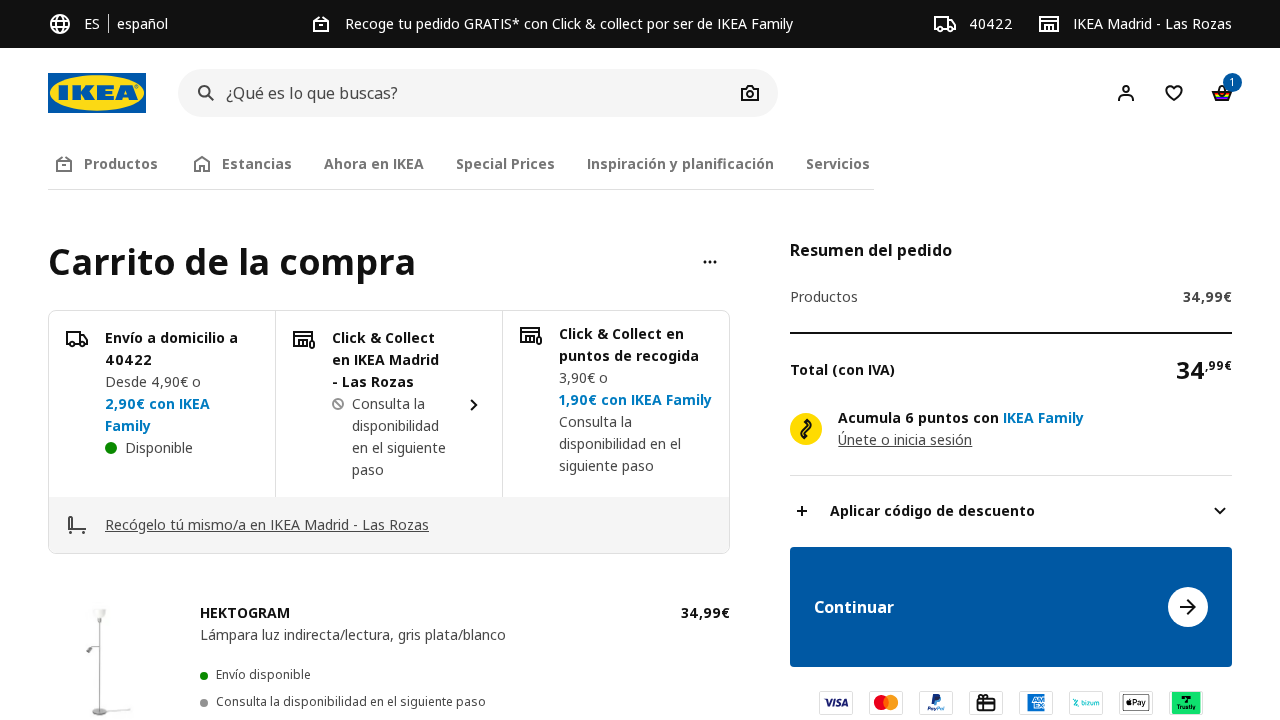 ES español
Recoge tu pedido GRATIS* con Click & collect por ser de IKEA Family
40422
IKEA Madrid - Las Rozas
IKEA
¿Qué es lo que buscas?
1
Productos
Estancias
Ahora en IKEA
Special Prices
Inspiración y planificación
Servicios
Carrito de la compra
Envío a domicilio a
40422
Desde 4,90€ o
2,90€ con IKEA
Family
Disponible
Click & Collect
en IKEA Madrid
- Las Rozas
Consulta la
disponibilidad
en el siguiente
paso
Click & Collect en
puntos de recogida
3,90€ o
1,90€ con IKEA Family
Consulta la
disponibilidad en el
siguiente paso
Recógelo tú mismo/a en IKEA Madrid - Las Rozas
HEKTOGRAM
34,99€
Lámpara luz indirecta/lectura, gris plata/blanco
Envío disponible
Consulta la disponibilidad en el siguiente paso
Resumen del pedido
Productos
34,99€
Total (con IVA)
34,99€
Acumula 6 puntos con IKEA Family
Únete o inicia sesión
Aplicar código de descuento
Continuar
VISA
PayPal
AMEX
bizum
Pay
Trustly